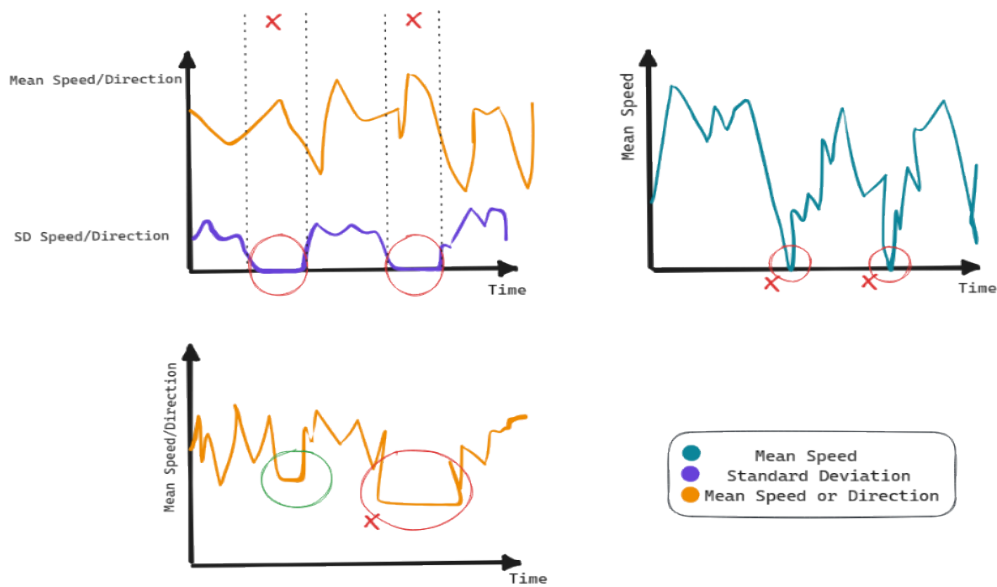 Mean Speed/Direction
SD Speed/Direction
Time
Mean Speed
Time
Mean Speed/Direction
Time
Mean Speed
Standard Deviation
Mean Speed or Direction